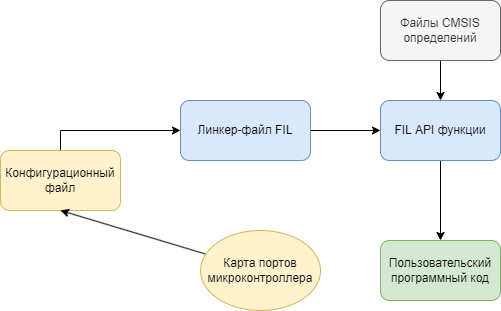 Файлы CMSIS
определений
Линкер-файл FIL
FIL API функции
Конфигурационный
файл
Карта портов
микроконтроллера
Пользовательский
программный код